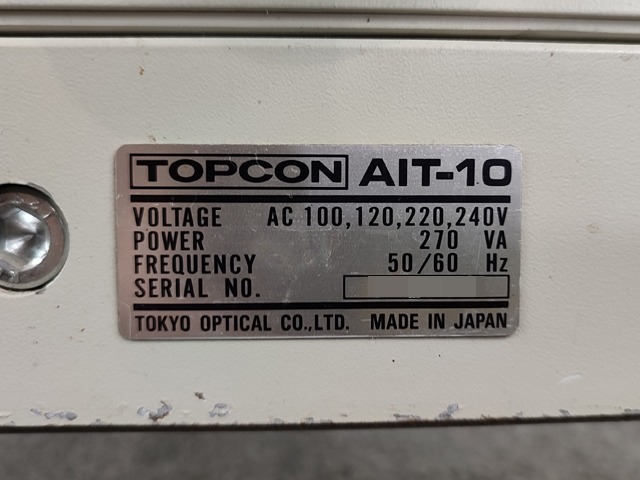 TOPCON AIT-10
VOLTAGE AC 100,120,220,240V
POWER 270 VA
FREQUENCY 50/60 Hz
SERIAL NO.
TOKYO OPTICAL CO.,LTD. MADE IN JAPAN